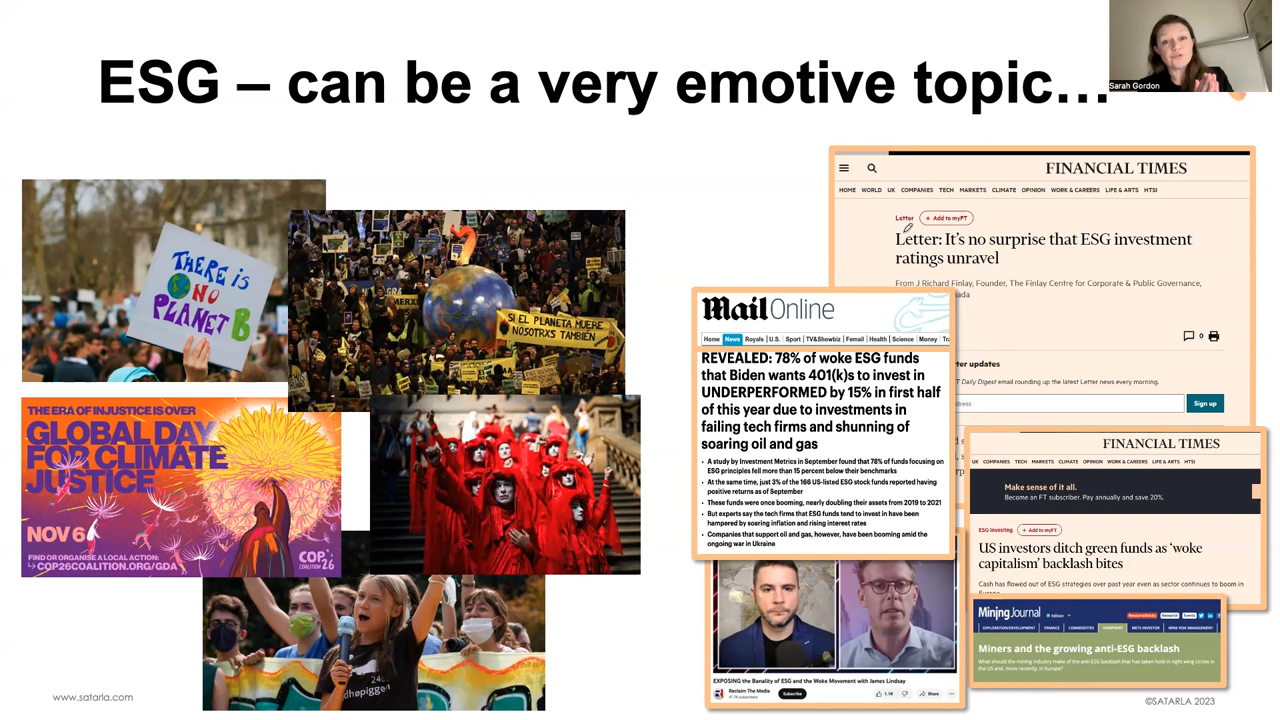 ESG – can be a very emotive topic…
Sarah Gordon
THERE IS
NO
PLANET B
SI EL PLANETA MUERE
NOSOTRXS TAMBIÉN
THE ERA OF INJUSTICE IS OVER
GLOBAL DAY
FOR CLIMATE
JUSTICE
NOV 6
FIND OR ORGANISE A LOCAL ACTION:
COP26COALITION.ORG/GDA
COP
26
COALITION
FINANCIAL TIMES
HOME WORLD UK COMPANIES TECH MARKETS CLIMATE OPINION WORK & CAREERS LIFE & ARTS HTSI
Letter + Add to myFT
Letter: It's no surprise that ESG investment
ratings unravel
From J Richard Finlay, Founder, The Finlay Centre for Corporate & Public Governance,
0
tter updates
FT Daily Digest email rounding up the latest Letter news every morning.
Sign up
Mail Online
Home News Royals U.S. Sport TV&Showbiz Femail Health Science Money Tra
REVEALED: 78% of woke ESG funds
that Biden wants 401(k)s to invest in
UNDERPERFORMED by 15% in first half
of this year due to investments in
failing tech firms and shunning of
soaring oil and gas
• A study by Investment Metrics in September found that 78% of funds focusing on
ESG principles fell more than 15 percent below their benchmarks
• At the same time, just 3% of the 166 US-listed ESG stock funds reported having
positive returns as of September
• These funds were once booming, nearly doubling their assets from 2019 to 2021
• But experts say the tech firms that ESG funds tend to invest in have been
hampered by soaring inflation and rising interest rates
• Companies that support oil and gas, however, have been booming amid the
ongoing war in Ukraine
FINANCIAL TIMES
UK COMPANIES TECH MARKETS CLIMATE OPINION WORK & CAREERS LIFE & ARTS HTSI
Make sense of it all.
Become an FT subscriber. Pay annually and save 20%.
ESG Investing + Add to myFT
US investors ditch green funds as 'woke
capitalism' backlash bites
Cash has flowed out of ESG strategies over past year even as sector continues to boom in
Mining Journal
Edition
EXPLORATION/DEVELOPMENT FINANCE COMMODITIES METS INVESTOR MINE RISK MANAGEMENT
Miners and the growing anti-ESG backlash
What should the mining industry make of the anti-ESG backlash that has taken hold in right wing circles in
the US and, more recently, in Europe?
EXPOSING the Banality of ESG and the Woke Movement with James Lindsay
Reclaim The Media
Subscribe
1.1K
Share
www.satarla.com
©SATARLA 2023